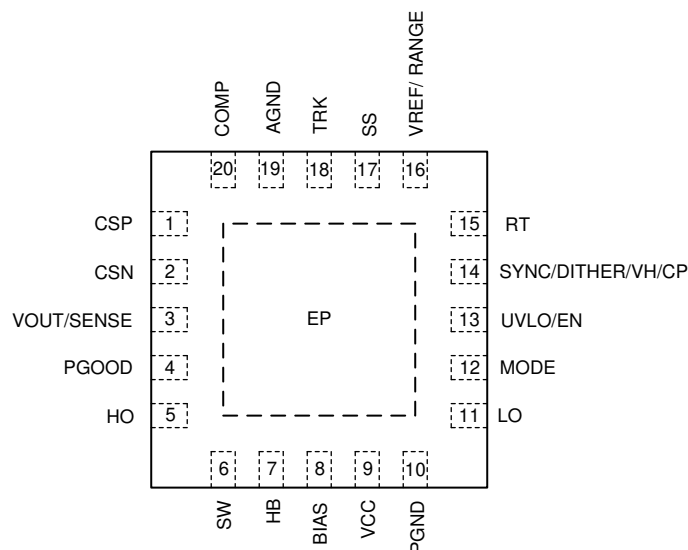 COMP
AGND
TRK
SS
VREF/ RANGE
20
19
18
17
16
CSP
1
15
RT
CSN
2
14
SYNC/DITHER/VH/CP
VOUT/SENSE
3
EP
13
UVLO/EN
PGOOD
4
12
MODE
HO
5
11
LO
6
7
8
9
10
SW
HB
BIAS
VCC
PGND